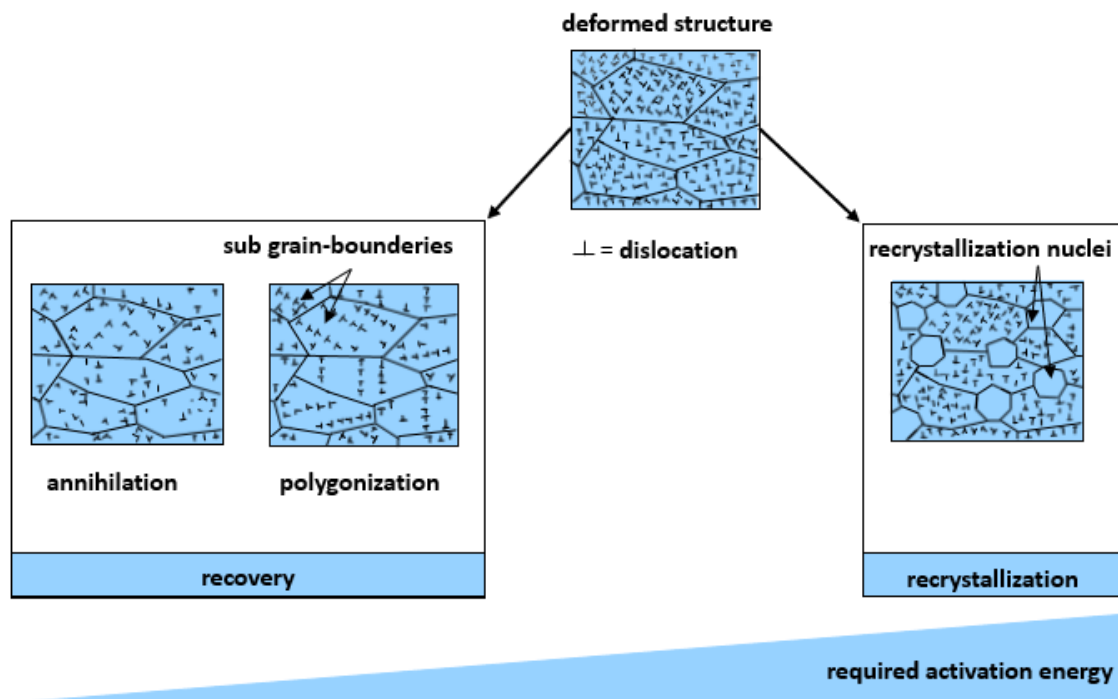 deformed structure
sub grain-bounderies
⊥ = dislocation
recrystallization nuclei
annihilation
polygonization
recovery
recrystallization
required activation energy